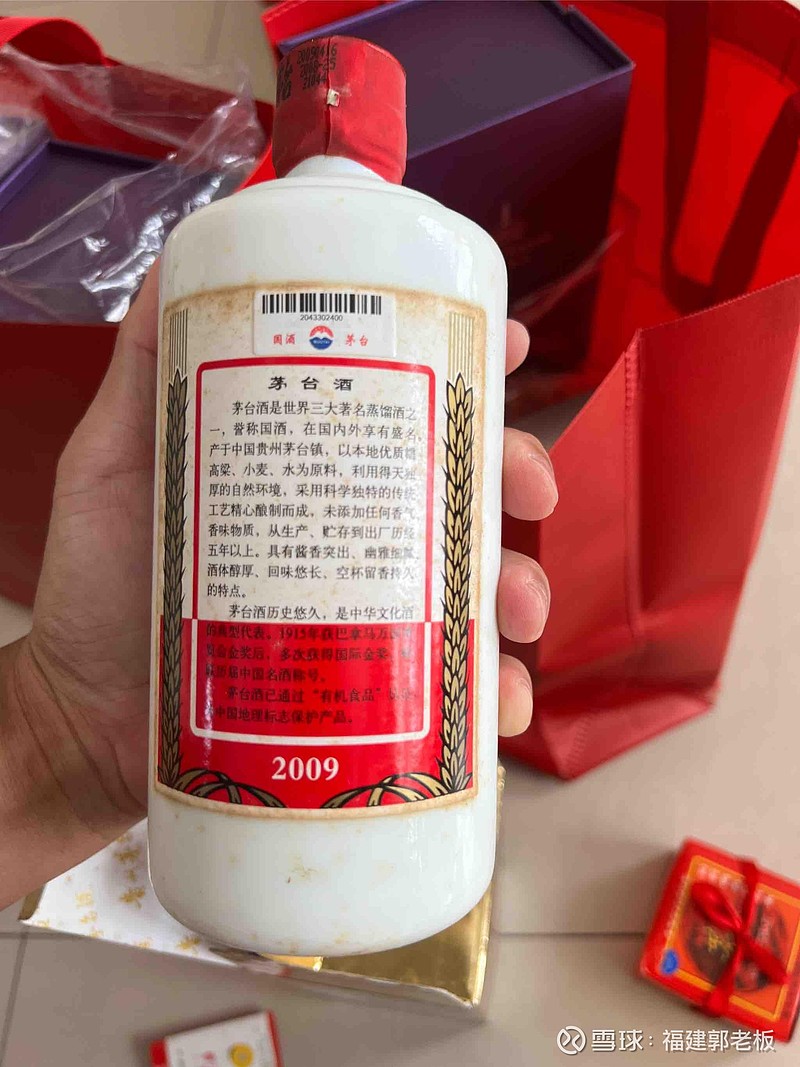 20090416
2043302400
国酒 茅台
茅台酒
茅台酒是世界三大著名蒸馏酒之
一，誉称国酒，在国内外享有盛名。
产于中国贵州茅台镇，以本地优质糯
高粱、小麦、水为原料，利用得天独
厚的自然环境，采用科学独特的传统
工艺精心酿制而成，未添加任何香气、
香味物质，从生产、贮存到出厂历经
五年以上。具有酱香突出、幽雅细腻、
酒体醇厚、回味悠长、空杯留香持久
的特点。
茅台酒历史悠久，是中华文化酒
的典型代表。1915年获巴拿马万国
金奖后，多次获得国际金奖，
历届中国名酒称号。
茅台酒已通过“有机食品”
中国地理标志保护产品。
2009
雪球：福建郭老板